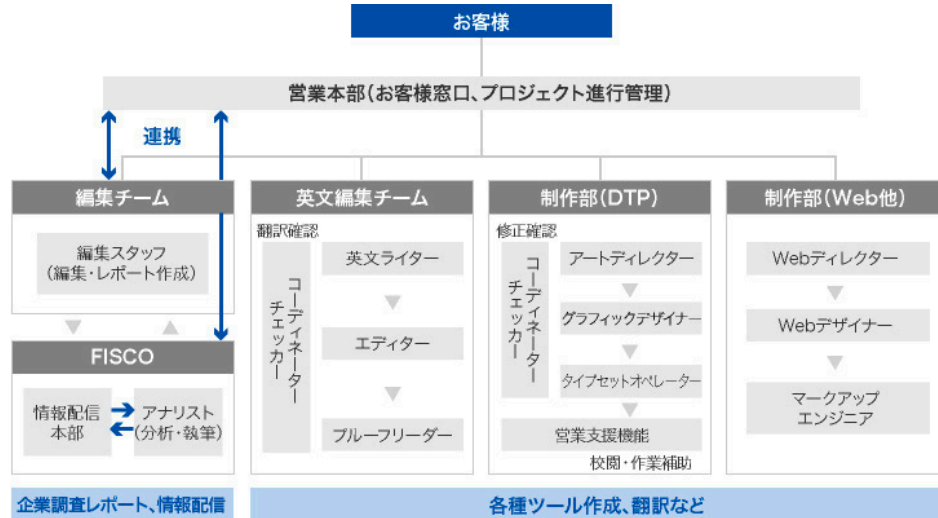 お客様
営業本部(お客様窓口、プロジェクト進行管理)
連携
編集チーム
編集スタッフ
(編集・レポート作成)
FISCO
情報配信
本部
アナリスト
(分析・執筆)
企業調査レポート、情報配信
英文編集チーム
翻訳確認
コーディネーター
チェッカー
英文ライター
エディター
プルーフリーダー
制作部(DTP)
修正確認
コーディネーター
チェッカー
アートディレクター
グラフィックデザイナー
タイプセットオペレーター
営業支援機能
校閲・作業補助
制作部(Web他)
Webディレクター
Webデザイナー
マークアップ
エンジニア
各種ツール作成、翻訳など